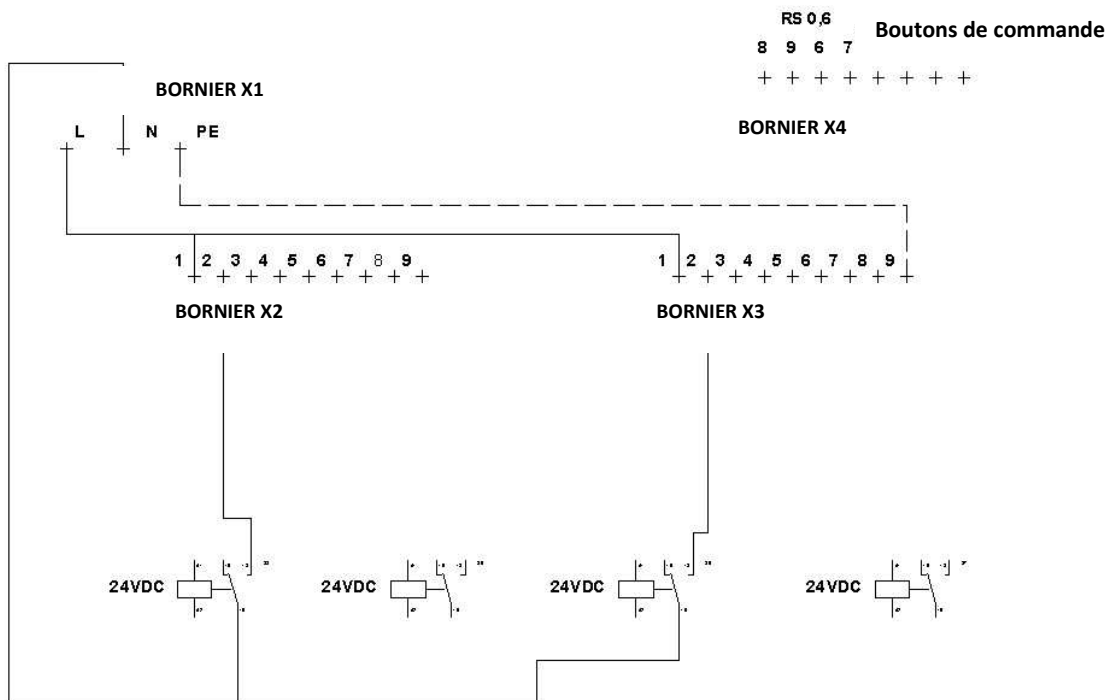 RS 0,6
Boutons de commande
8 9 6 7
BORNIER X1
BORNIER X4
L N PE
1 2 3 4 5 6 7 8 9
1 2 3 4 5 6 7 8 9
BORNIER X2
BORNIER X3
24VDC
24VDC
24VDC
24VDC